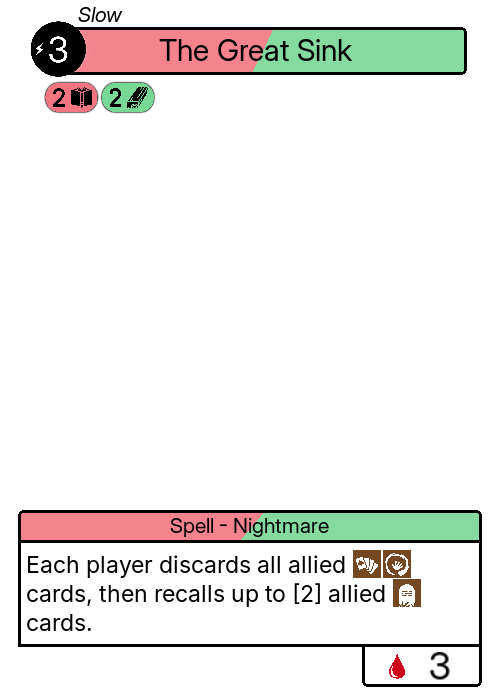 Slow
3 The Great Sink
2 2
Spell - Nightmare
Each player discards all allied
cards, then recalls up to [2] allied
cards.
3